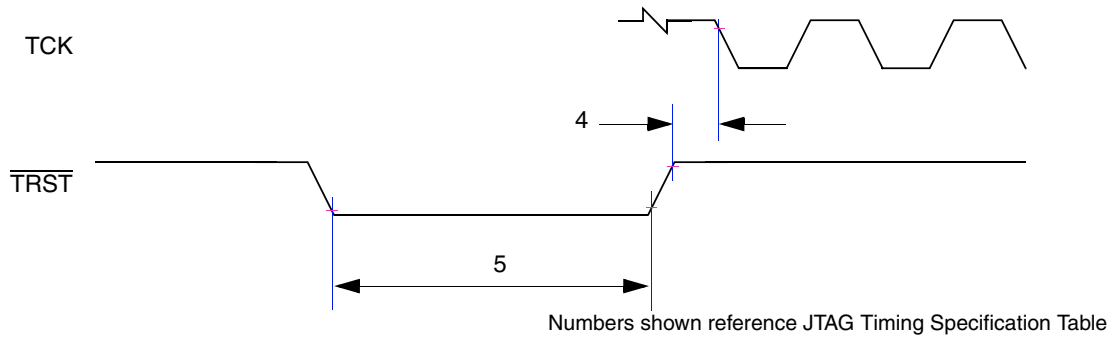 TCK
4
TRST
5
Numbers shown reference JTAG Timing Specification Table